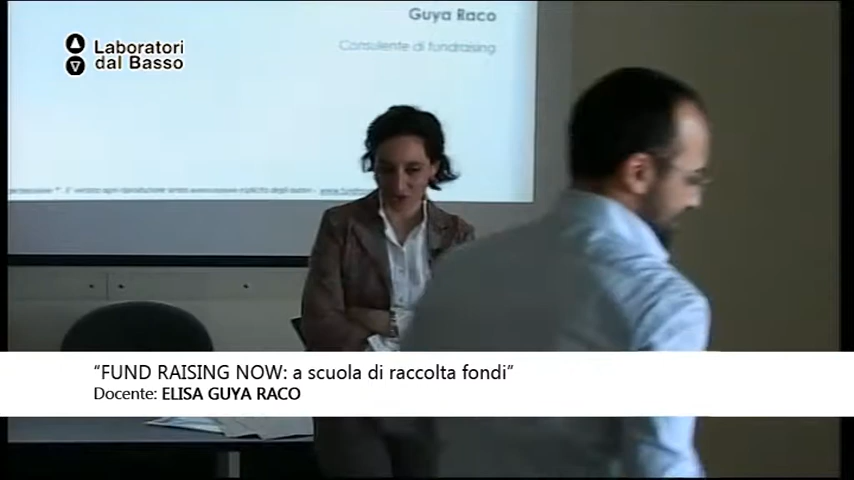 Guya Raco
Consulente di fundraising
Laboratori
dal Basso
“FUND RAISING NOW: a scuola di raccolta fondi”
Docente: ELISA GUYA RACO